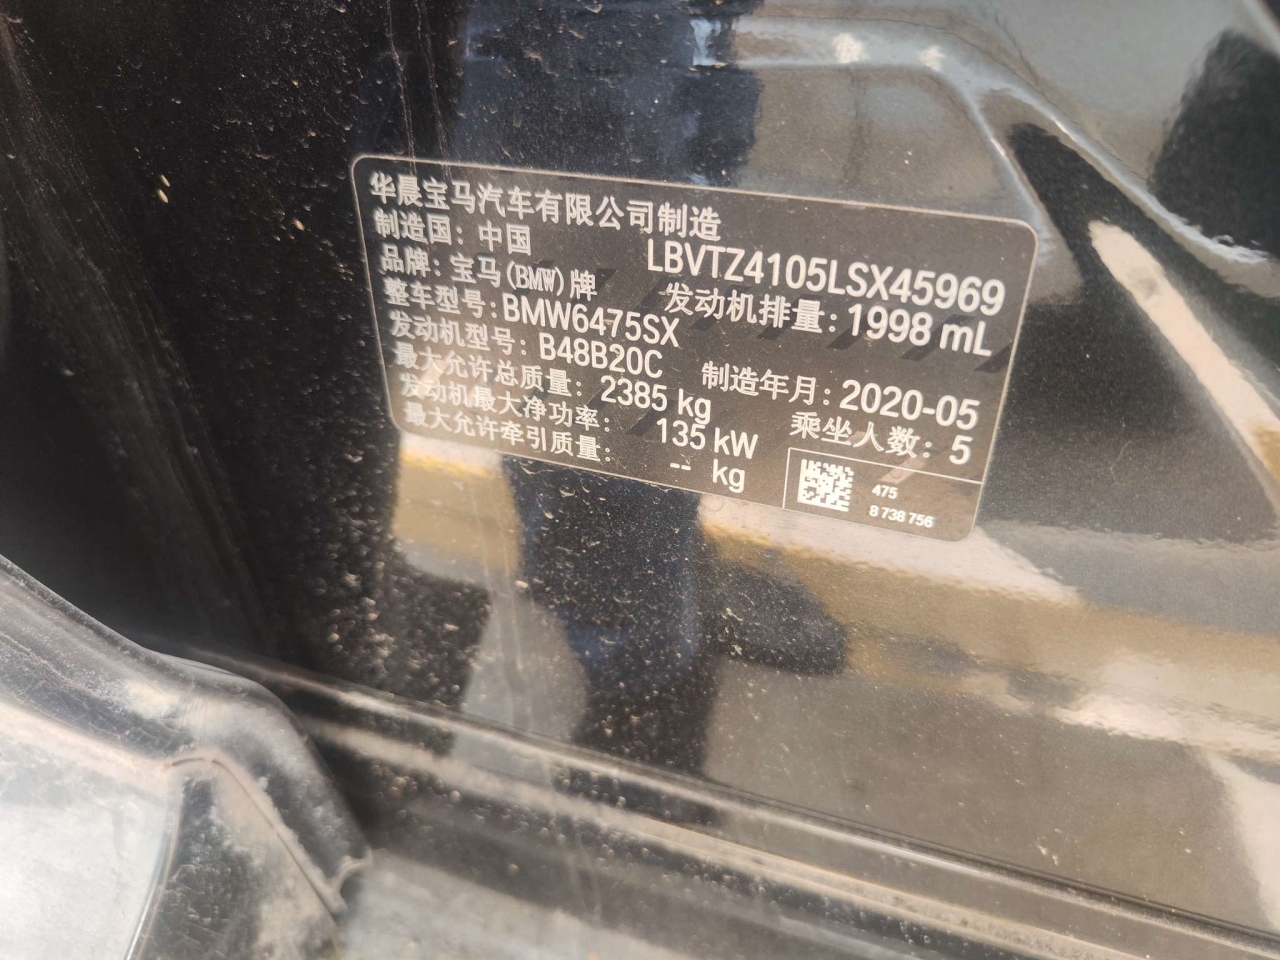 华晨宝马汽车有限公司制造
制造国：中国 LBVTZ4105LSX45969
品牌：宝马(BMW)牌 发动机排量：1998 mL
整车型号：BMW6475SX
发动机型号：B48B20C 制造年月：2020-05
最大允许总质量：2385 kg 乘坐人数：5
发动机最大净功率：135 kW
最大允许牵引质量：-- kg
475
8 738 756